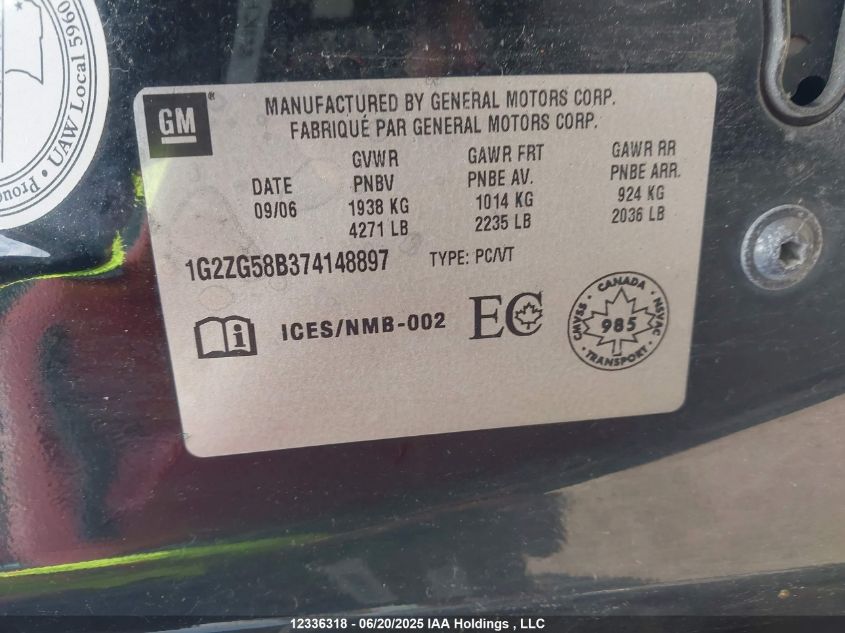 Proudly
• UAW Local 5960
GM®
MANUFACTURED BY GENERAL MOTORS CORP.
FABRIQUÉ PAR GENERAL MOTORS CORP.
GVWR GAWR FRT GAWR RR
DATE PNBV PNBE AV. PNBE ARR.
09/06 1938 KG 1014 KG 924 KG
4271 LB 2235 LB 2036 LB
1G2ZG58B374148897 TYPE: PC/VT
i ICES/NMB-002 EC
• CANADA •
CMVSS 985 NSVAC
• TRANSPORT •
12336318 - 06/20/2025 IAA Holdings , LLC